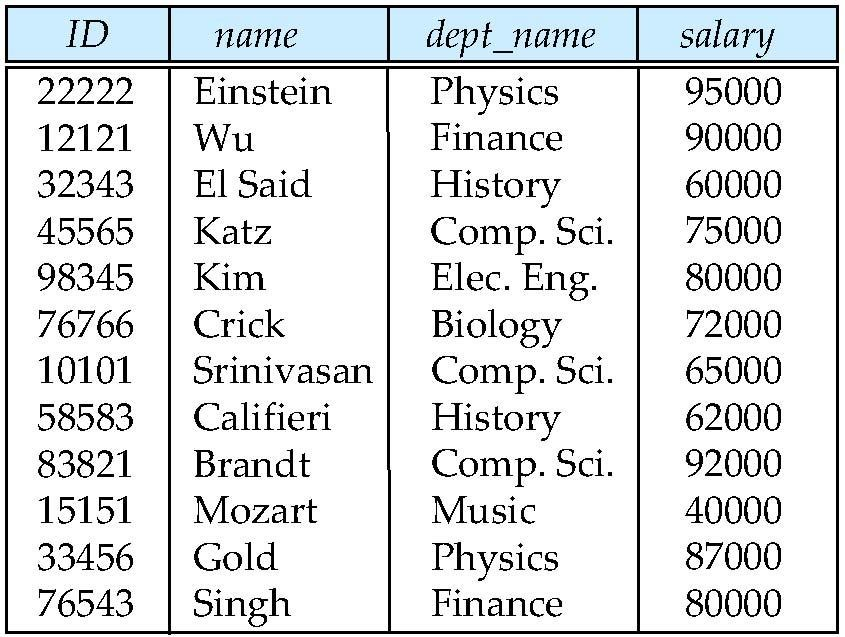 ID name dept_name salary
22222 Einstein Physics 95000
12121 Wu Finance 90000
32343 El Said History 60000
45565 Katz Comp. Sci. 75000
98345 Kim Elec. Eng. 80000
76766 Crick Biology 72000
10101 Srinivasan Comp. Sci. 65000
58583 Califieri History 62000
83821 Brandt Comp. Sci. 92000
15151 Mozart Music 40000
33456 Gold Physics 87000
76543 Singh Finance 80000